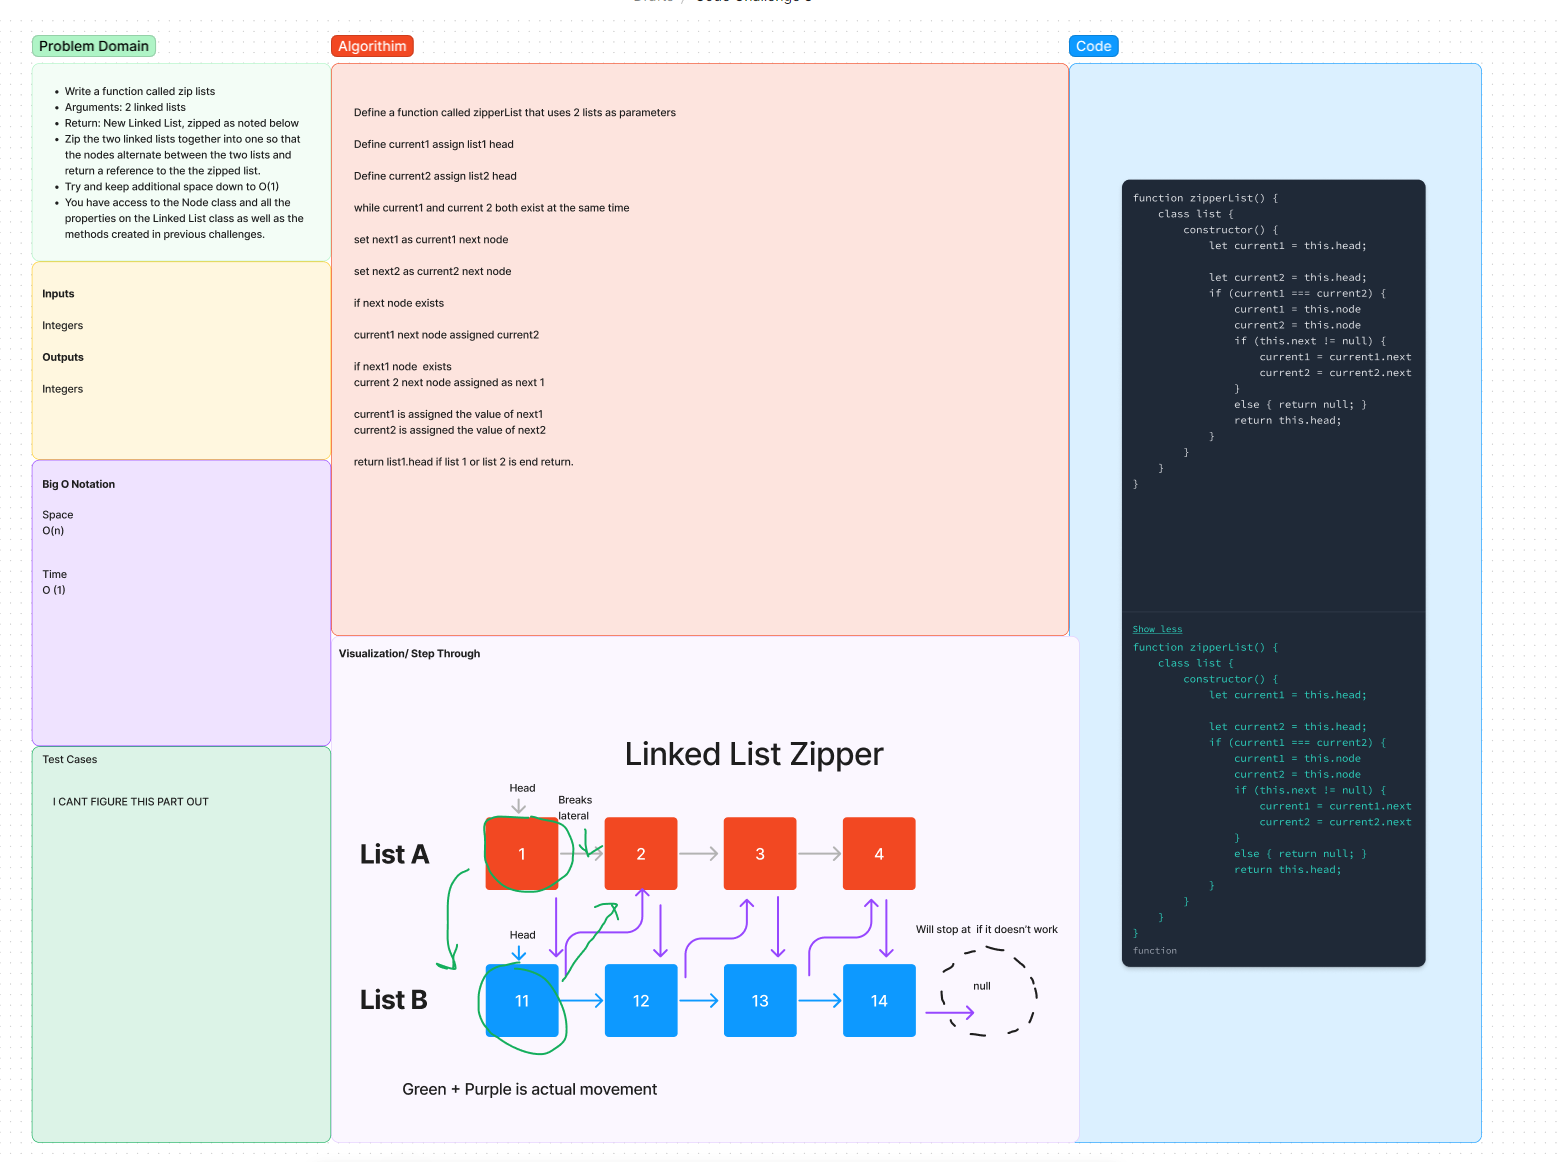 Problem Domain
Algorithim
Code
• Write a function called zip lists
• Arguments: 2 linked lists
• Return: New Linked List, zipped as noted below
• Zip the two linked lists together into one so that
the nodes alternate between the two lists and
return a reference to the the zipped list.
• Try and keep additional space down to O(1)
• You have access to the Node class and all the
properties on the Linked List class as well as the
methods created in previous challenges.
Inputs
Integers
Outputs
Integers
Big O Notation
Space
O(n)
Time
O (1)
Test Cases
I CANT FIGURE THIS PART OUT
Define a function called zipperList that uses 2 lists as parameters
Define current1 assign list1 head
Define current2 assign list2 head
while current1 and current 2 both exist at the same time
set next1 as current1 next node
set next2 as current2 next node
if next node exists
current1 next node assigned current2
if next1 node  exists
current 2 next node assigned as next 1
current1 is assigned the value of next1
current2 is assigned the value of next2
return list1.head if list 1 or list 2 is end return.
Visualization/ Step Through
Linked List Zipper
Head
Breaks
lateral
List A
1
2
3
4
Head
Will stop at  if it doesn't work
List B
11
12
13
14
null
Green + Purple is actual movement
function zipperList() {
    class list {
        constructor() {
            let current1 = this.head;
            let current2 = this.head;
            if (current1 === current2) {
                current1 = this.node
                current2 = this.node
                if (this.next != null) {
                    current1 = current1.next
                    current2 = current2.next
                }
                else { return null; }
                return this.head;
            }
        }
    }
}
Show less
function zipperList() {
    class list {
        constructor() {
            let current1 = this.head;
            let current2 = this.head;
            if (current1 === current2) {
                current1 = this.node
                current2 = this.node
                if (this.next != null) {
                    current1 = current1.next
                    current2 = current2.next
                }
                else { return null; }
                return this.head;
            }
        }
    }
}
function